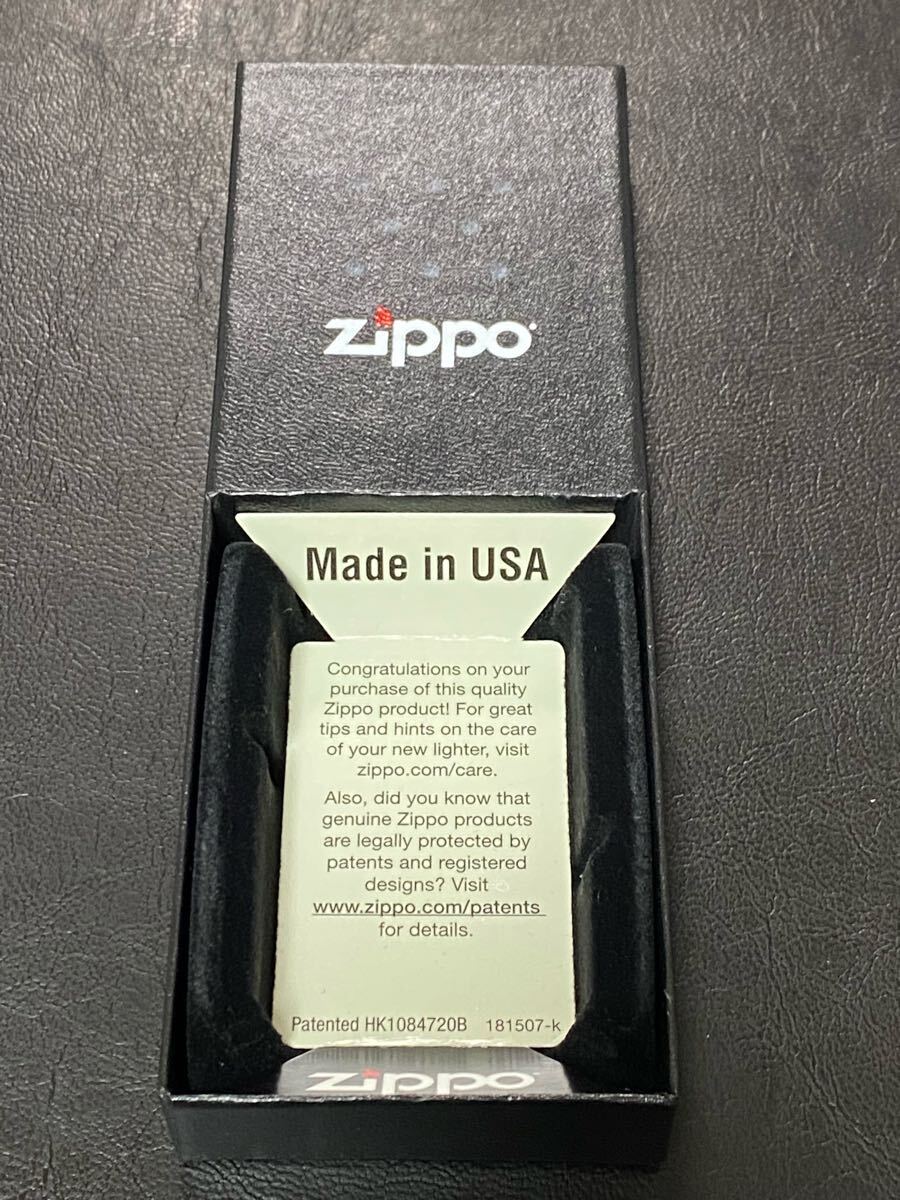 zippo
Made in USA
Congratulations on your
purchase of this quality
Zippo product! For great
tips and hints on the care
of your new lighter, visit
zippo.com/care.
Also, did you know that
genuine Zippo products
are legally protected by
patents and registered
designs? Visit
www.zippo.com/patents
for details.
Patented HK1084720B 181507-k
zippo